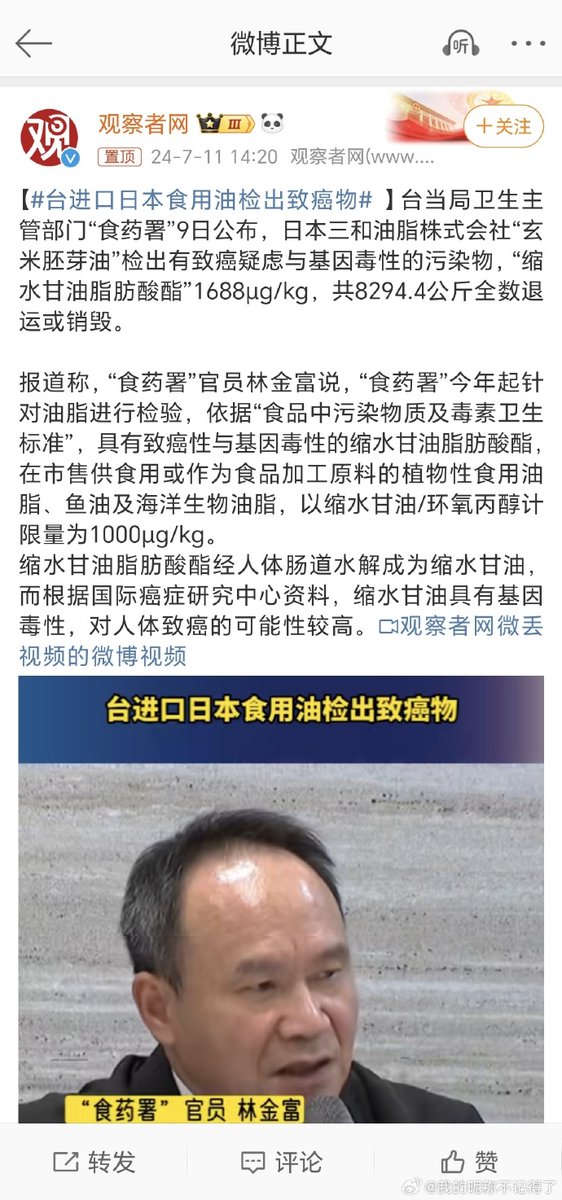 微博正文
听
观察者网 III
+关注
置顶 24-7-11 14:20 观察者网(www....
【#台进口日本食用油检出致癌物# 】台当局卫生主
管部门“食药署”9日公布，日本三和油脂株式会社“玄
米胚芽油”检出有致癌疑虑与基因毒性的污染物，“缩
水甘油脂肪酸酯”1688μg/kg，共8294.4公斤全数退
运或销毁。
报道称，“食药署”官员林金富说，“食药署”今年起针
对油脂进行检验，依据“食品中污染物质及毒素卫生
标准”，具有致癌性与基因毒性的缩水甘油脂肪酸酯，
在市售供食用或作为食品加工原料的植物性食用油
脂、鱼油及海洋生物油脂，以缩水甘油/环氧丙醇计
限量为1000μg/kg。
缩水甘油脂肪酸酯经人体肠道水解成为缩水甘油，
而根据国际癌症研究中心资料，缩水甘油具有基因
毒性，对人体致癌的可能性较高。观察者网微丢
视频的微博视频
台进口日本食用油检出致癌物
“食药署” 官员 林金富
转发 评论 赞
@我的昵称不记得了